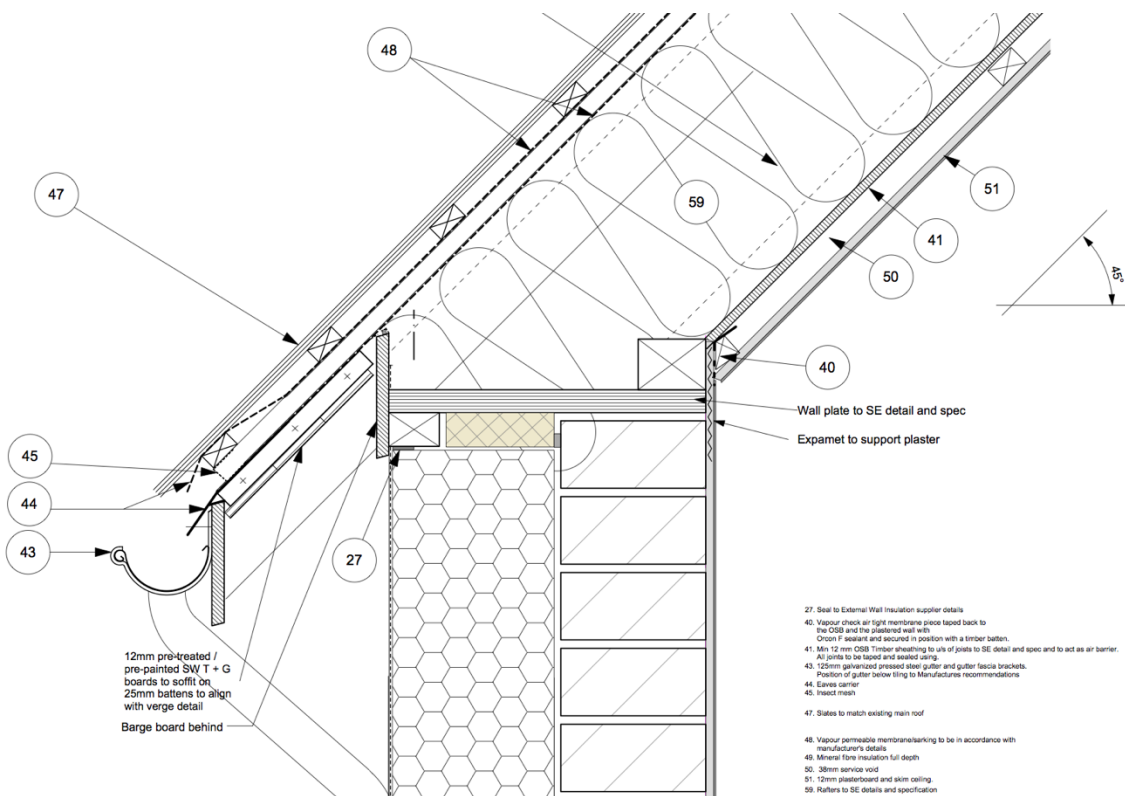 48
47
59
51
41
50
45°
40
Wall plate to SE detail and spec
Expamet to support plaster
45
44
43
27
12mm pre-treated /
pre-painted SW T + G
boards to soffit on
25mm battens to align
with verge detail
Barge board behind
27. Seal to External Wall Insulation supplier details
40. Vapour check air tight membrane piece taped back to
the OSB and the plastered wall with
Orcon F sealant and secured in position with a timber batten.
41. Min 12 mm OSB Timber sheathing to u/s of joists to SE detail and spec and to act as air barrier.
All joints to be taped and sealed using.
43. 125mm galvanized pressed steel gutter and gutter fascia brackets.
Position of gutter below tiling to Manufactures recommendations
44. Eaves carrier
45. Insect mesh
47. Slates to match existing main roof
48. Vapour permeable membrane/sarking to be in accordance with
manufacturer's details
49. Mineral fibre insulation full depth
50. 38mm service void
51. 12mm plasterboard and skim ceiling.
59. Rafters to SE details and specification